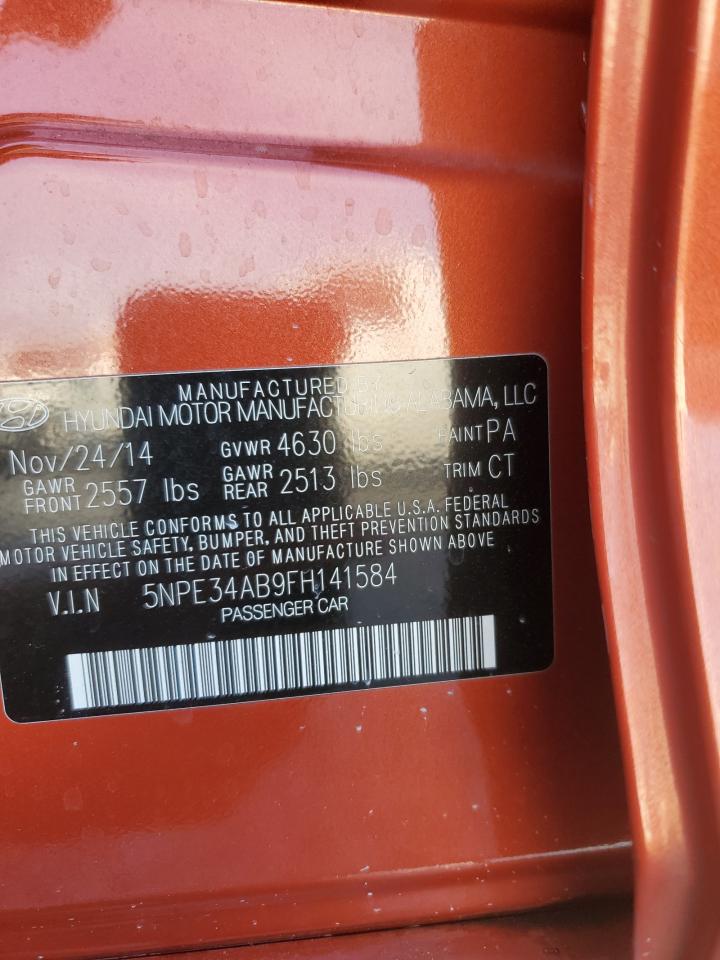 MANUFACTURED BY
HYUNDAI MOTOR MANUFACTURING ALABAMA, LLC
Nov/24/14 GVWR 4630 lbs PAINT PA
GAWR FRONT 2557 lbs GAWR REAR 2513 lbs TRIM CT
THIS VEHICLE CONFORMS TO ALL APPLICABLE U.S.A. FEDERAL
MOTOR VEHICLE SAFETY, BUMPER, AND THEFT PREVENTION STANDARDS
IN EFFECT ON THE DATE OF MANUFACTURE SHOWN ABOVE
V.I.N 5NPE34AB9FH141584
PASSENGER CAR